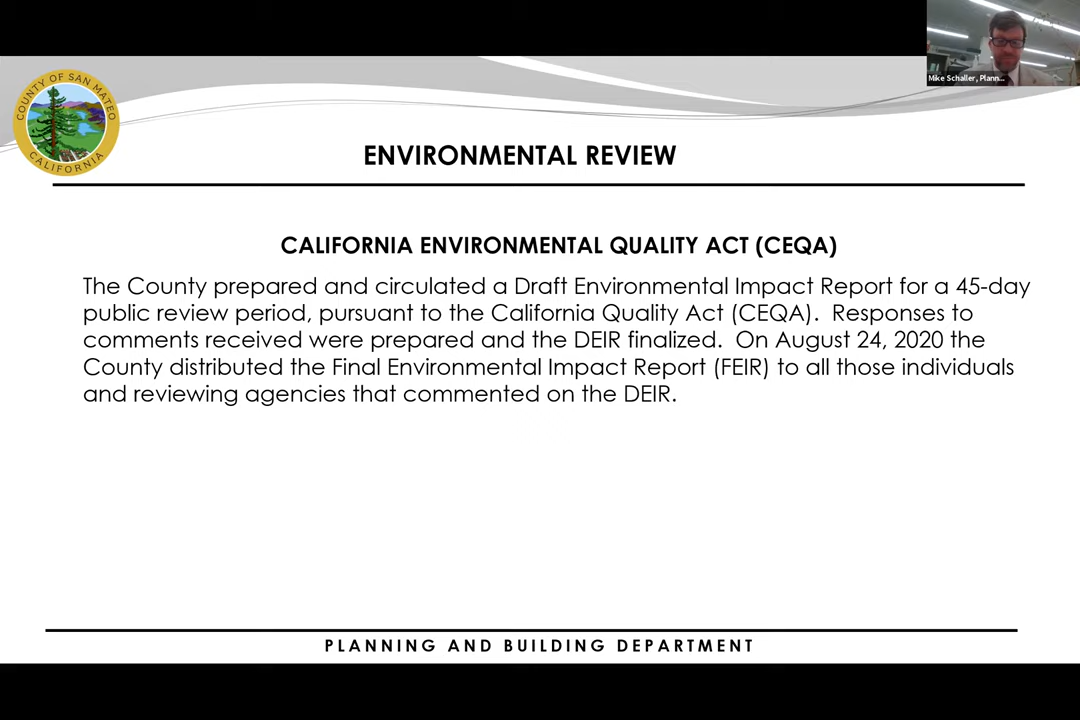 Mike Schaller, Plann...
COUNTY OF SAN MATEO
CALIFORNIA
ENVIRONMENTAL REVIEW
CALIFORNIA ENVIRONMENTAL QUALITY ACT (CEQA)
The County prepared and circulated a Draft Environmental Impact Report for a 45-day
public review period, pursuant to the California Quality Act (CEQA).  Responses to
comments received were prepared and the DEIR finalized.  On August 24, 2020 the
County distributed the Final Environmental Impact Report (FEIR) to all those individuals
and reviewing agencies that commented on the DEIR.
PLANNING AND BUILDING DEPARTMENT